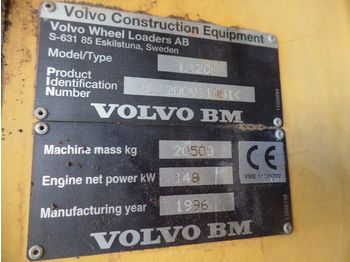 Volvo Construction Equipment
Volvo Wheel Loaders AB
S-631 85 Eskilstuna, Sweden
Model/Type
Product
Identification
Number
VOLVO BM
Machine mass kg 20500
Engine net power kW 148
Manufacturing year 1996
CE
VOLVO BM